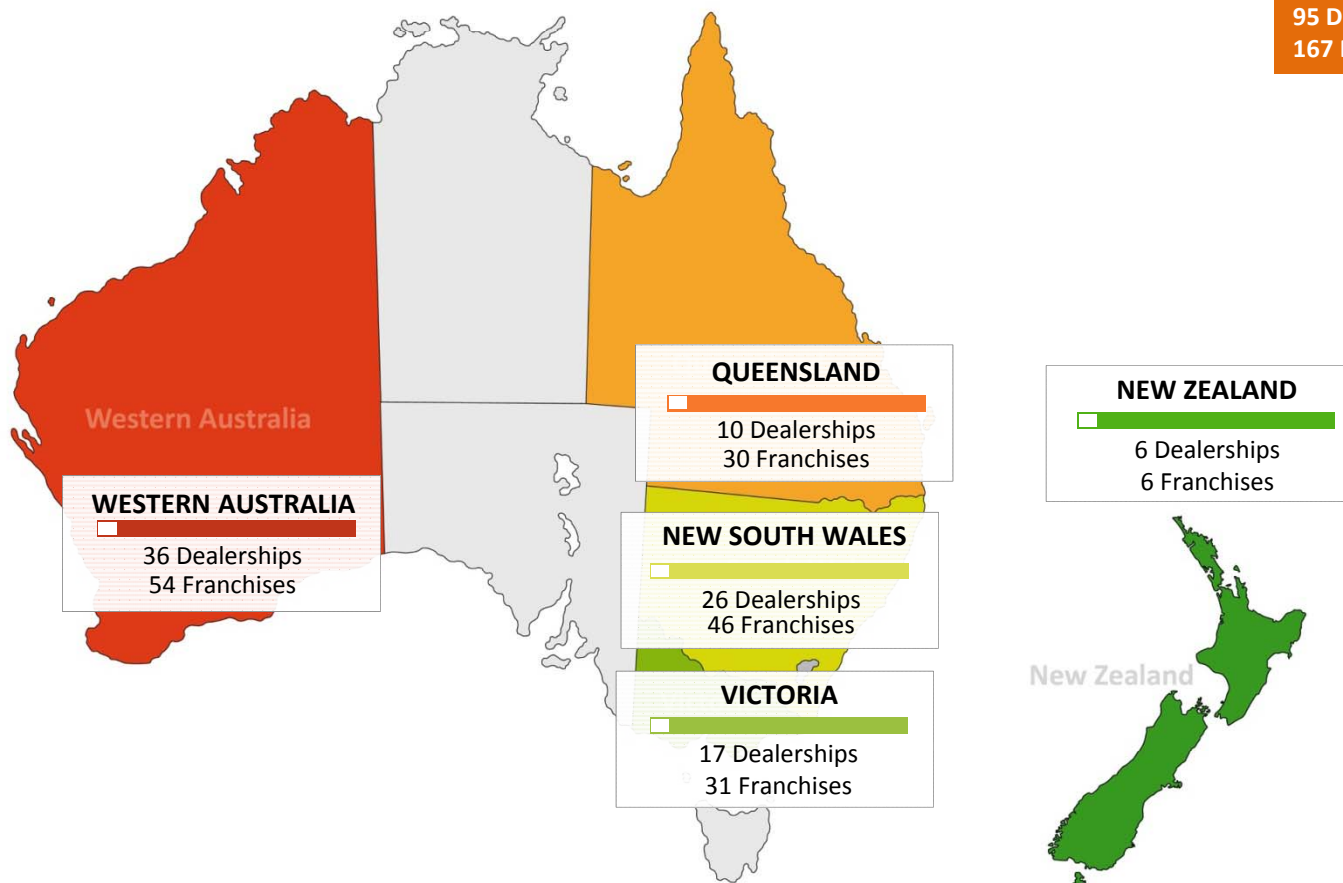 95 D
167
Western Australia
QUEENSLAND
10 Dealerships
30 Franchises
NEW ZEALAND
6 Dealerships
6 Franchises
WESTERN AUSTRALIA
36 Dealerships
54 Franchises
NEW SOUTH WALES
26 Dealerships
46 Franchises
New Zealand
VICTORIA
17 Dealerships
31 Franchises